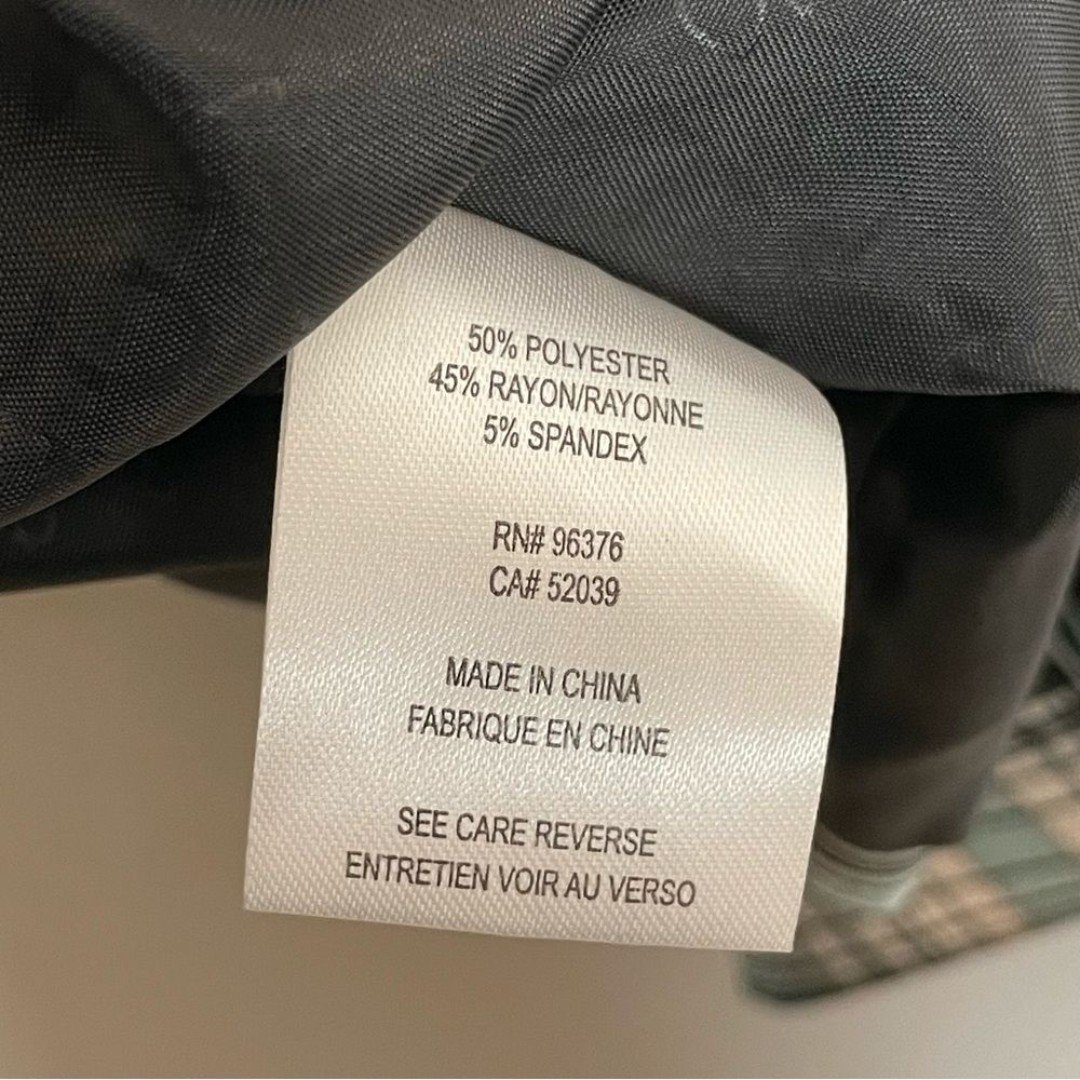 50% POLYESTER
45% RAYON/RAYONNE
5% SPANDEX
RN# 96376
CA# 52039
MADE IN CHINA
FABRIQUE EN CHINE
SEE CARE REVERSE
ENTRETIEN VOIR AU VERSO